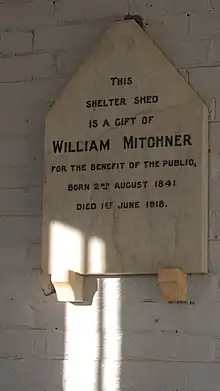 THIS
SHELTER SHED
IS A GIFT OF
WILLIAM MITCHNER
FOR THE BENEFIT OF THE PUBLIC,
BORN 2ND AUGUST 1841
DIED 1ST JUNE 1918.